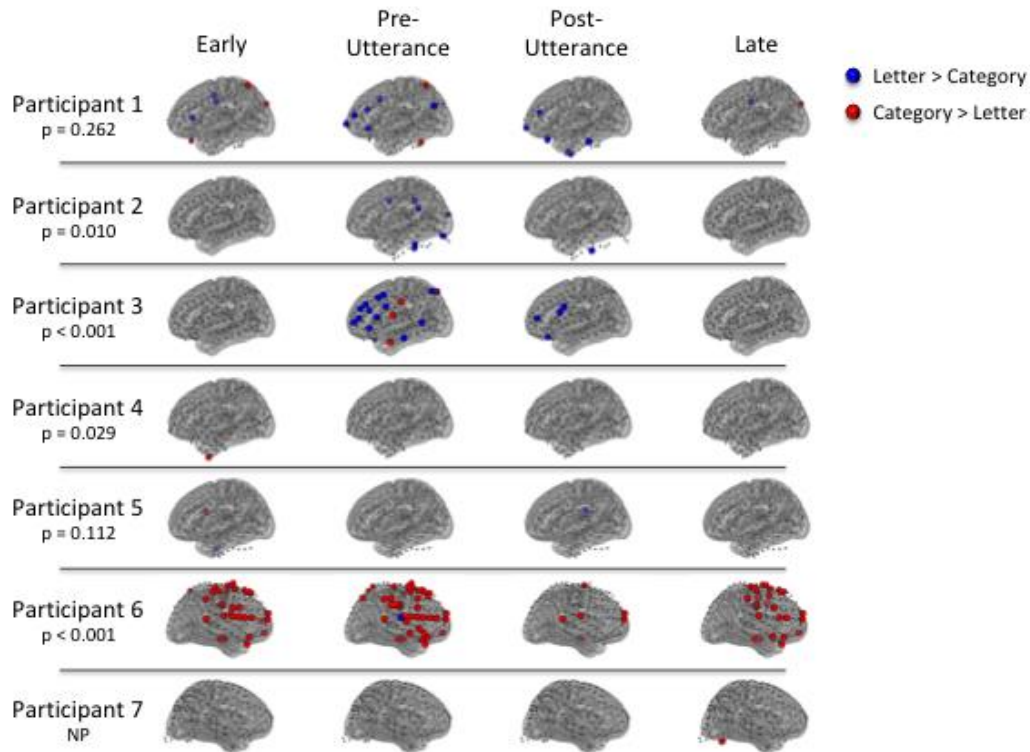 Early
Pre-
Utterance
Post-
Utterance
Late
Letter > Category
Category > Letter
Participant 1
p = 0.262
Participant 2
p = 0.010
Participant 3
p < 0.001
Participant 4
p = 0.029
Participant 5
p = 0.112
Participant 6
p < 0.001
Participant 7
NP